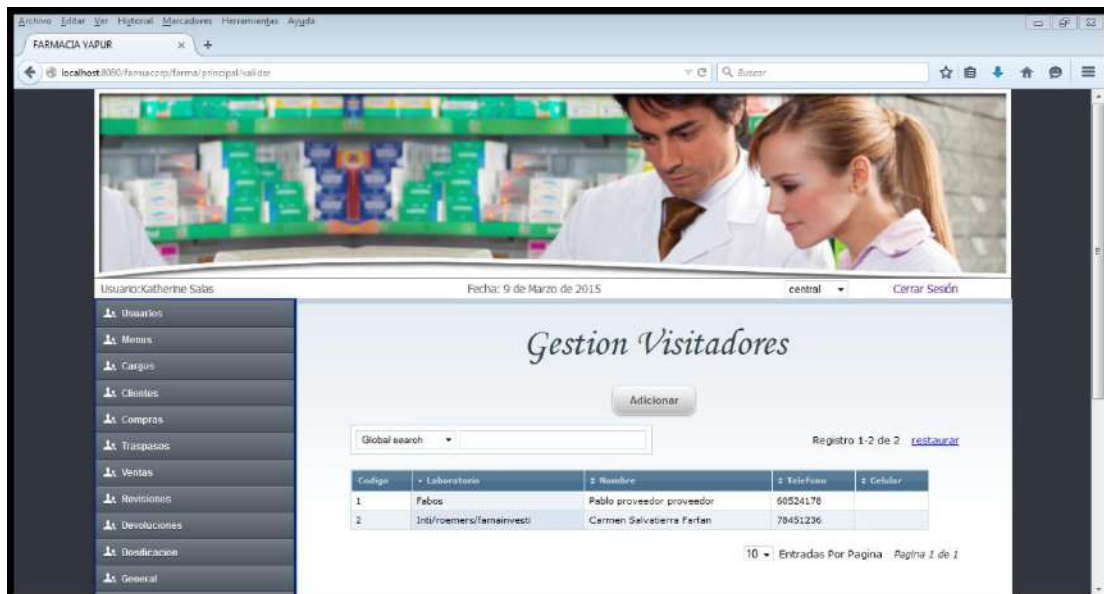 Archivo Editar Ver Historial Marcadores Herramientas Ayuda
FARMACIA YAPUR × +
localhost:8080/farmacorp/farma/principal/validar
Buscar
Usuario:Katherine Salas Fecha: 9 de Marzo de 2015 central Cerrar Sesión
Usuarios
Menus
Cargos
Clientes
Compras
Traspasos
Ventas
Revisiones
Devoluciones
Dosificacion
General
Gestion Visitadores
Adicionar
Global search Registro 1-2 de 2 restaurar
Codigo Laboratorio Nombre Telefono Celular
1 Fabos Pablo proveedor proveedor 60524178
2 Inti/roemers/famainvesti Carmen Salvatierra Farfan 78451236
10 Entradas Por Pagina Pagina 1 de 1